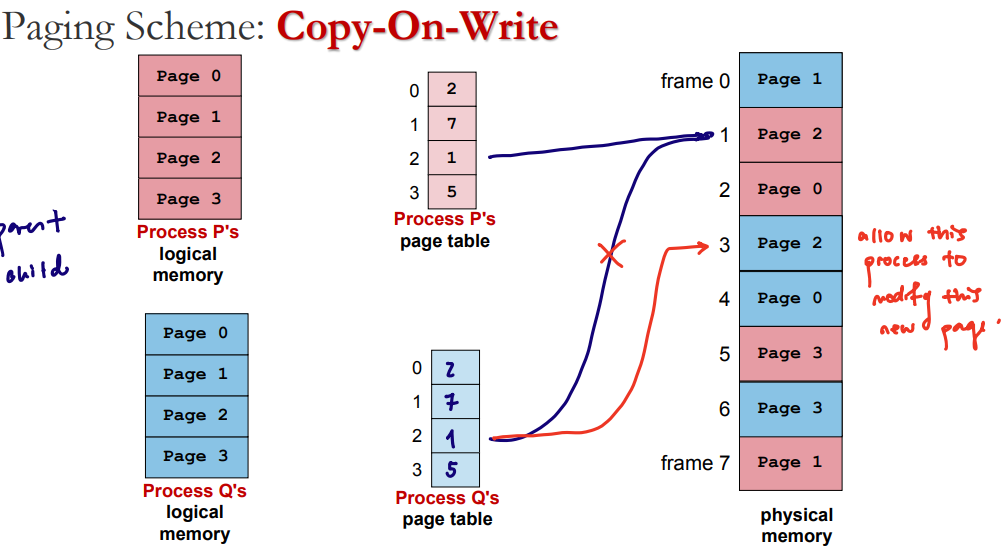 Paging Scheme: Copy-On-Write
Page 0
Page 1
Page 2
Page 3
Process P's
logical
memory
parent
child
Page 0
Page 1
Page 2
Page 3
Process Q's
logical
memory
0 2
1 7
2 1
3 5
Process P's
page table
0 2
1 7
2 1
3 5
Process Q's
page table
frame 0 Page 1
1 Page 2
2 Page 0
3 Page 2
4 Page 0
5 Page 3
6 Page 3
frame 7 Page 1
physical
memory
allow this
process to
modify this
new page.